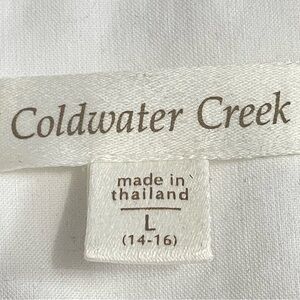 Coldwater Creek
made in
thailand
L
(14-16)